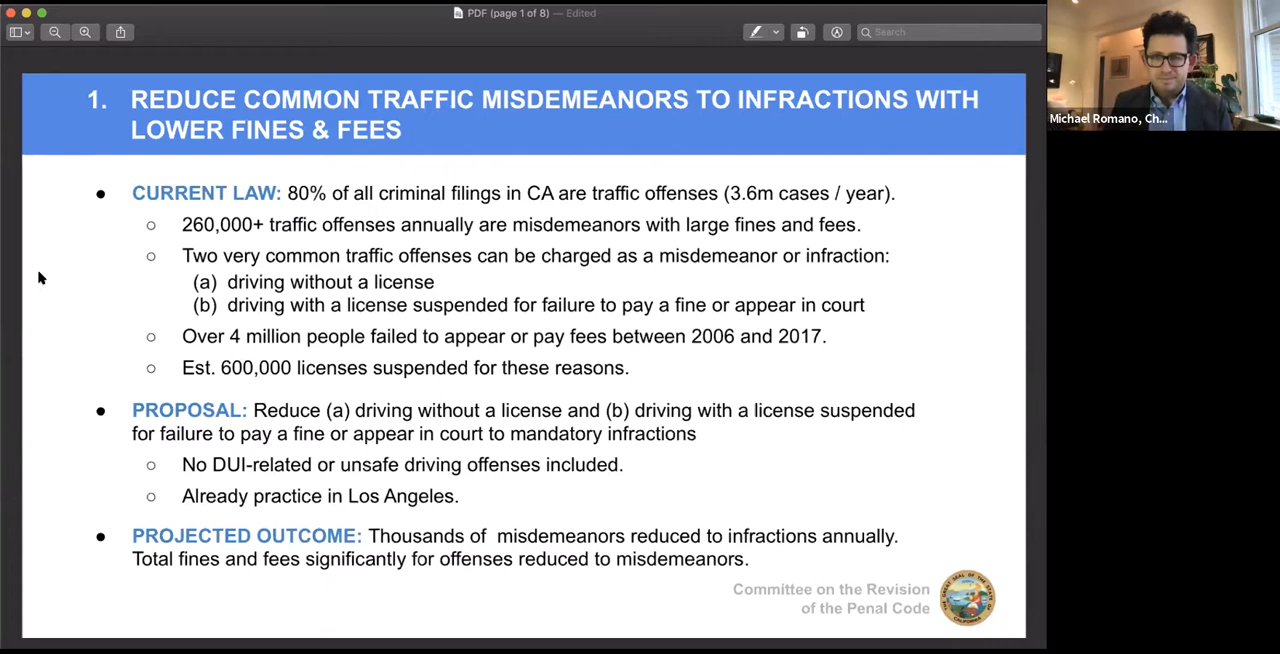 PDF (page 1 of 8) — Edited
Search
1. REDUCE COMMON TRAFFIC MISDEMEANORS TO INFRACTIONS WITH
LOWER FINES & FEES
Michael Romano, Ch...
● CURRENT LAW: 80% of all criminal filings in CA are traffic offenses (3.6m cases / year).
○ 260,000+ traffic offenses annually are misdemeanors with large fines and fees.
○ Two very common traffic offenses can be charged as a misdemeanor or infraction:
(a) driving without a license
(b) driving with a license suspended for failure to pay a fine or appear in court
○ Over 4 million people failed to appear or pay fees between 2006 and 2017.
○ Est. 600,000 licenses suspended for these reasons.
● PROPOSAL: Reduce (a) driving without a license and (b) driving with a license suspended
for failure to pay a fine or appear in court to mandatory infractions
○ No DUI-related or unsafe driving offenses included.
○ Already practice in Los Angeles.
● PROJECTED OUTCOME: Thousands of  misdemeanors reduced to infractions annually.
Total fines and fees significantly for offenses reduced to misdemeanors.
Committee on the Revision
of the Penal Code